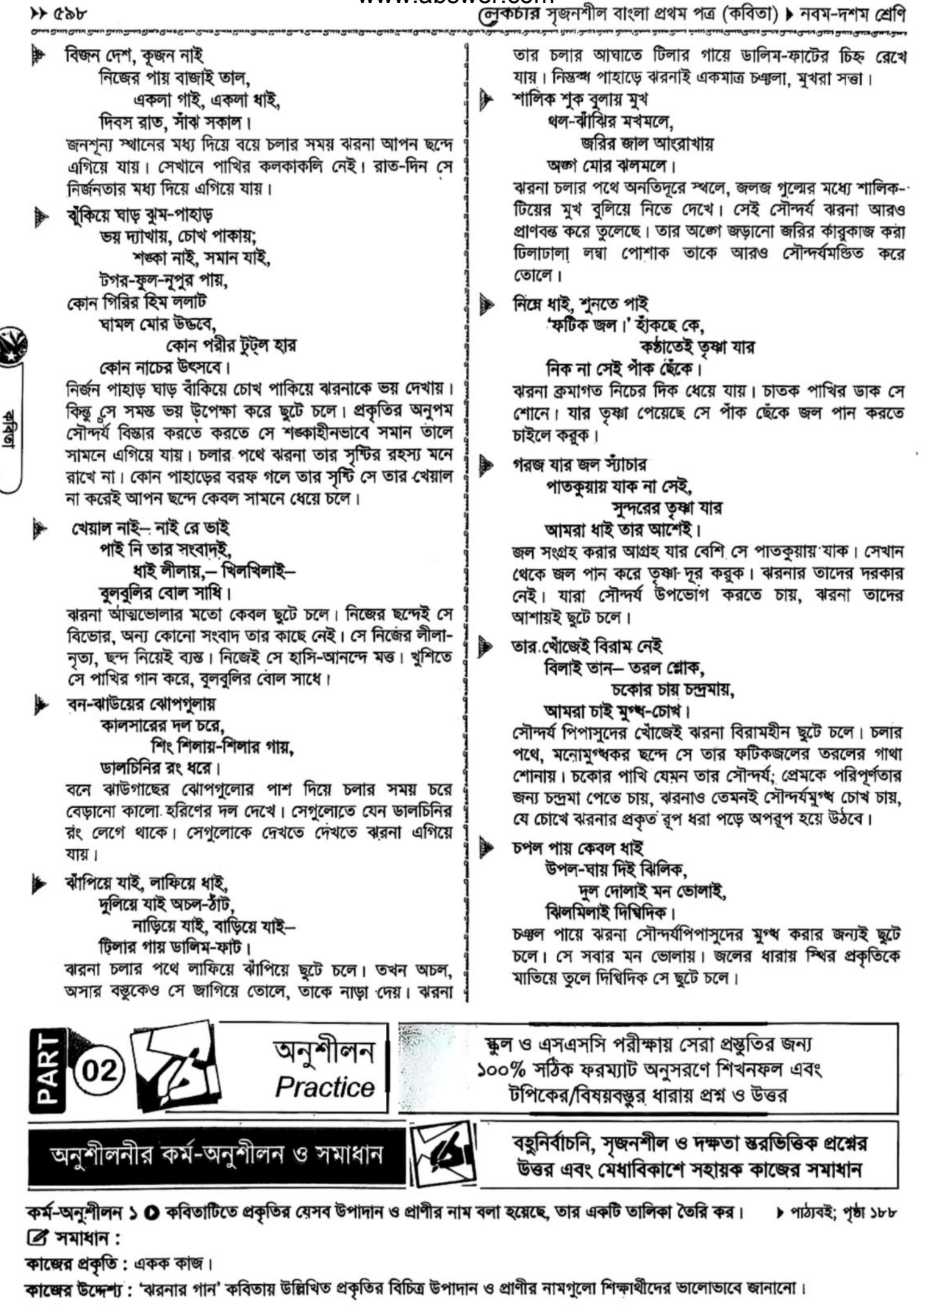 www.abswer.com
>> ৫৯৮
লেকচার সৃজনশীল বাংলা প্রথম পত্র (কবিতা) ▶ নবম-দশম শ্রেণি
বিজন দেশ, কূজন নাই
নিজের পায় বাজাই তাল,
একলা গাই, একলা ধাই,
দিবস রাত, সাঁঝ সকাল।
জনশূন্য স্থানের মধ্য দিয়ে বয়ে চলার সময় ঝরনা আপন ছন্দে
এগিয়ে যায়। সেখানে পাখির কলকাকলি নেই। রাত-দিন সে
নির্জনতার মধ্য দিয়ে এগিয়ে যায়।
ঝুঁকিয়ে ঘাড় ঝুম-পাহাড়
ভয় দ্যাখায়, চোখ পাকায়;
শঙ্কা নাই, সমান যাই,
টগর-ফুল-নূপুর পায়,
কোন গিরির হিম ললাট
ঘামল মোর উদ্ভবে,
কোন পরীর টুট্‌ল হার
কোন নাচের উৎসবে।
নির্জন পাহাড় ঘাড় বাঁকিয়ে চোখ পাকিয়ে ঝরনাকে ভয় দেখায়।
কিন্তু সে সমস্ত ভয় উপেক্ষা করে ছুটে চলে। প্রকৃতির অনুপম
সৌন্দর্য বিস্তার করতে করতে সে শঙ্কাহীনভাবে সমান তালে
সামনে এগিয়ে যায়। চলার পথে ঝরনা তার সৃষ্টির রহস্য মনে
রাখে না। কোন পাহাড়ের বরফ গলে তার সৃষ্টি সে তার খেয়াল
না করেই আপন ছন্দে কেবল সামনে ধেয়ে চলে।
খেয়াল নাই– নাই রে ভাই
পাই নি তার সংবাদই,
ধাই লীলায়,– খিলখিলাই–
বুলবুলির বোল সাধি।
ঝরনা আত্মভোলার মতো কেবল ছুটে চলে। নিজের ছন্দেই সে
বিভোর, অন্য কোনো সংবাদ তার কাছে নেই। সে নিজের লীলা-
নৃত্য, ছন্দ নিয়েই ব্যস্ত। নিজেই সে হাসি-আনন্দে মত্ত। খুশিতে
সে পাখির গান করে, বুলবুলির বোল সাধে।
বন-ঝাউয়ের ঝোপগুলায়
কালসারের দল চরে,
শিং শিলায়-শিলার গায়,
ডালচিনির রং ধরে।
বনে ঝাউগাছের ঝোপগুলোর পাশ দিয়ে চলার সময় চরে
বেড়ানো কালো হরিণের দল দেখে। সেগুলোতে যেন ডালচিনির
রং লেগে থাকে। সেগুলোকে দেখতে দেখতে ঝরনা এগিয়ে
যায়।
ঝাঁপিয়ে যাই, লাফিয়ে ধাই,
দুলিয়ে যাই অচল-ঠাঁট,
নাড়িয়ে যাই, বাড়িয়ে যাই–
টিলার গায় ডালিম-ফাট।
ঝরনা চলার পথে লাফিয়ে ঝাঁপিয়ে ছুটে চলে। তখন অচল,
অসার বস্তুকেও সে জাগিয়ে তোলে, তাকে নাড়া দেয়। ঝরনা
তার চলার আঘাতে টিলার গায়ে ডালিম-ফাটের চিহ্ন রেখে
যায়। নিস্তব্ধ পাহাড়ে ঝরনাই একমাত্র চঞ্চলা, মুখরা সত্তা।
শালিক শুক বুলায় মুখ
থল-ঝাঁঝির মখমলে,
জরির জাল আংরাখায়
অঙ্গ মোর ঝলমলে।
ঝরনা চলার পথে অনতিদূরে স্থলে, জলজ গুল্মের মধ্যে শালিক-
টিয়ের মুখ বুলিয়ে নিতে দেখে। সেই সৌন্দর্য ঝরনা আরও
প্রাণবন্ত করে তুলেছে। তার অঙ্গে জড়ানো জরির কারুকাজ করা
ঢিলাঢালা লম্বা পোশাক তাকে আরও সৌন্দর্যমণ্ডিত করে
তোলে।
নিম্নে ধাই, শুনতে পাই
‘ফটিক জল।’ হাঁকছে কে,
কণ্ঠাতেই তৃষ্ণা যার
নিক না সেই পাঁক ছেঁকে।
ঝরনা ক্রমাগত নিচের দিক ধেয়ে যায়। চাতক পাখির ডাক সে
শোনে। যার তৃষ্ণা পেয়েছে সে পাঁক ছেঁকে জল পান করতে
চাইলে করুক।
গরজ যার জল স্যাঁচার
পাতকুয়ায় যাক না সেই,
সুন্দরের তৃষ্ণা যার
আমরা ধাই তার আশেই।
জল সংগ্রহ করার আগ্রহ যার বেশি সে পাতকুয়ায় যাক। সেখান
থেকে জল পান করে তৃষ্ণা দূর করুক। ঝরনার তাদের দরকার
নেই। যারা সৌন্দর্য উপভোগ করতে চায়, ঝরনা তাদের
আশায়ই ছুটে চলে।
তার খোঁজেই বিরাম নেই
বিলাই তান– তরল শ্লোক,
চকোর চায় চন্দ্রমায়,
আমরা চাই মুগ্ধ-চোখ।
সৌন্দর্য পিপাসুদের খোঁজেই ঝরনা বিরামহীন ছুটে চলে। চলার
পথে, মনোমুগ্ধকর ছন্দে সে তার ফটিকজলের তরলের গাথা
শোনায়। চকোর পাখি যেমন তার সৌন্দর্য, প্রেমকে পরিপূর্ণতার
জন্য চন্দ্রমা পেতে চায়, ঝরনাও তেমনই সৌন্দর্যমুগ্ধ চোখ চায়,
যে চোখে ঝরনার প্রকৃত রূপ ধরা পড়ে অপরূপ হয়ে উঠবে।
চপল পায় কেবল ধাই
উপল-ঘায় দিই ঝিলিক,
দুল দোলাই মন ভোলাই,
ঝিলমিলাই দিগ্বিদিক।
চঞ্চল পায়ে ঝরনা সৌন্দর্যপিপাসুদের মুগ্ধ করার জন্যই ছুটে
চলে। সে সবার মন ভোলায়। জলের ধারায় স্থির প্রকৃতিকে
মাতিয়ে তুলে দিগ্বিদিক সে ছুটে চলে।
কবিতা
PART 02
অনুশীলন
Practice
স্কুল ও এসএসসি পরীক্ষায় সেরা প্রস্তুতির জন্য
১০০% সঠিক ফরম্যাট অনুসরণে শিখনফল এবং
টপিকের/বিষয়বস্তুর ধারায় প্রশ্ন ও উত্তর
অনুশীলনীর কর্ম-অনুশীলন ও সমাধান
বহুনির্বাচনি, সৃজনশীল ও দক্ষতা স্তরভিত্তিক প্রশ্নের
উত্তর এবং মেধাবিকাশে সহায়ক কাজের সমাধান
কর্ম-অনুশীলন ১ কবিতাটিতে প্রকৃতির যেসব উপাদান ও প্রাণীর নাম বলা হয়েছে, তার একটি তালিকা তৈরি কর। ▶ পাঠ্যবই; পৃষ্ঠা ১৮৮
সমাধান :
কাজের প্রকৃতি : একক কাজ।
কাজের উদ্দেশ্য : ‘ঝরনার গান’ কবিতায় উল্লিখিত প্রকৃতির বিচিত্র উপাদান ও প্রাণীর নামগুলো শিক্ষার্থীদের ভালোভাবে জানানো।